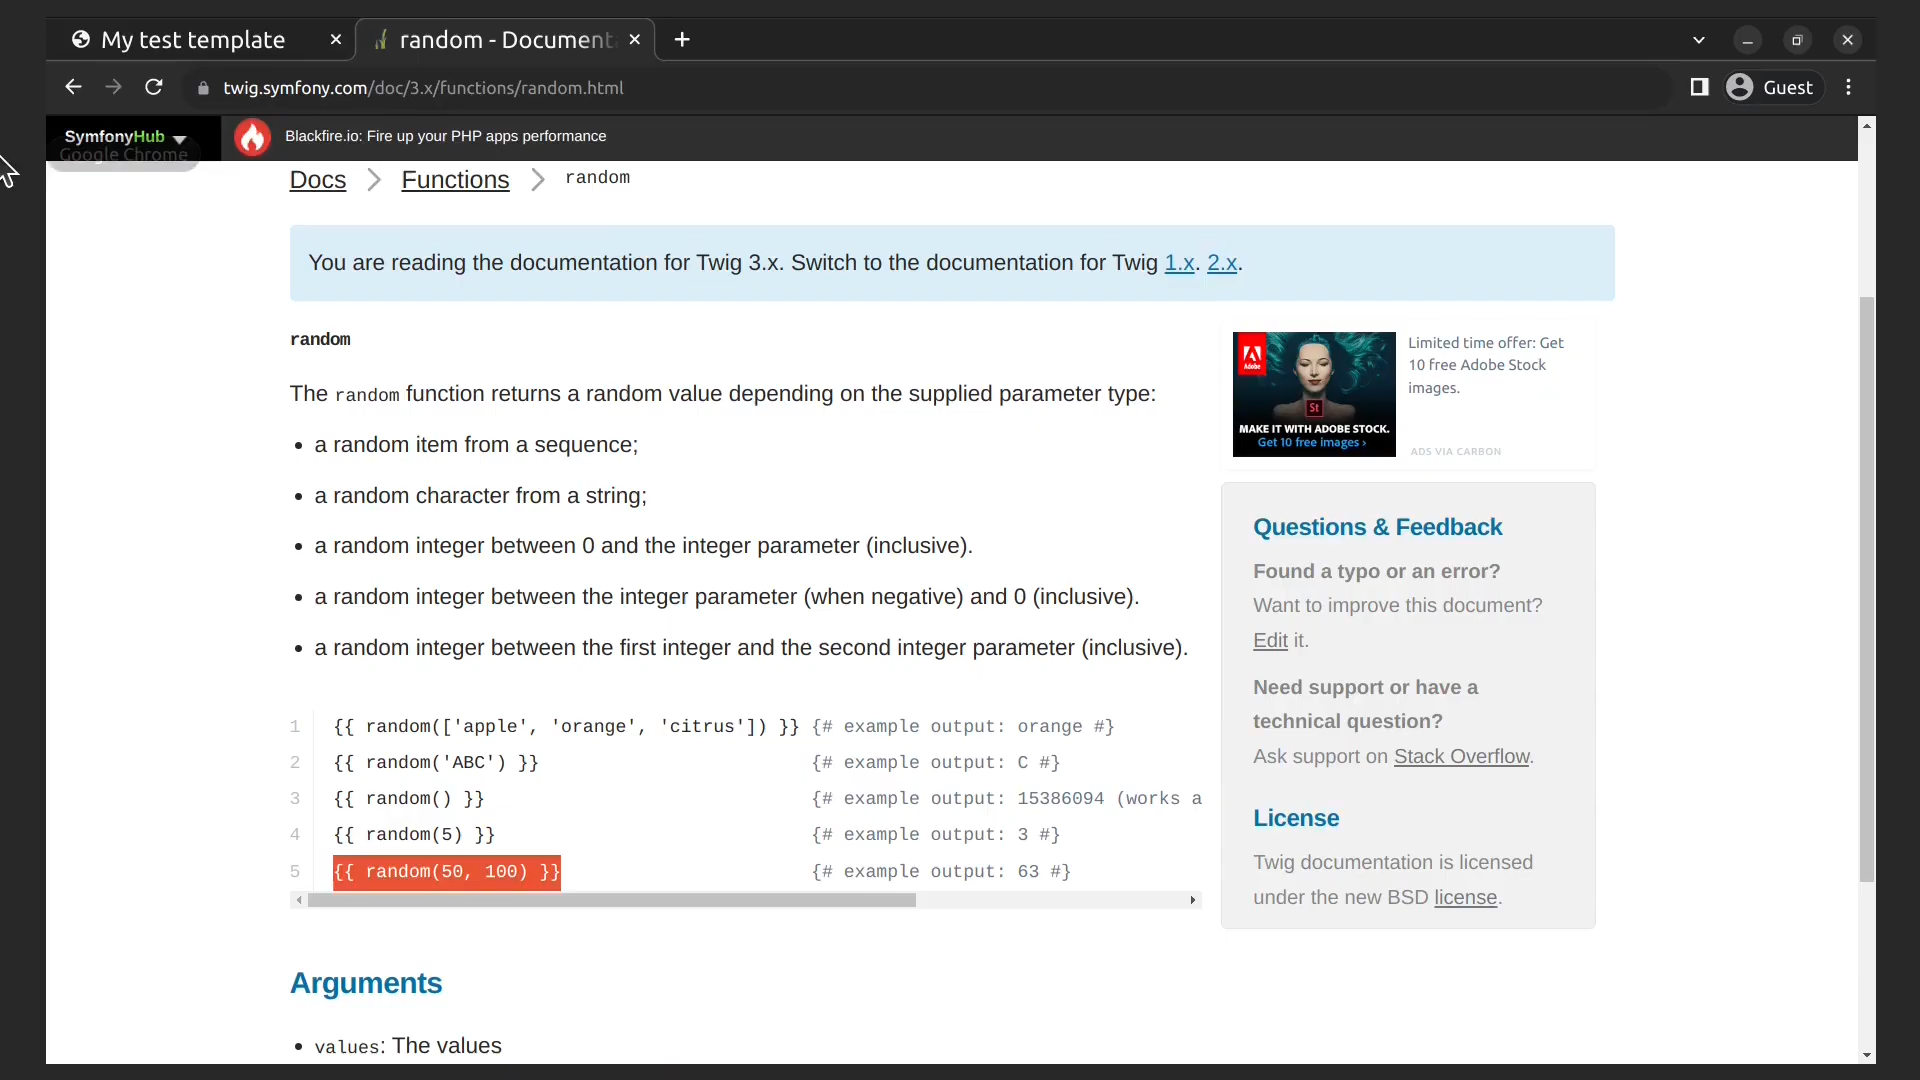 My test template
random - Document
twig.symfony.com/doc/3.x/functions/random.html
Guest
SymfonyHub
Google Chrome
Blackfire.io: Fire up your PHP apps performance
Docs
Functions
random
You are reading the documentation for Twig 3.x. Switch to the documentation for Twig 1.x. 2.x.
random
The random function returns a random value depending on the supplied parameter type:
• a random item from a sequence;
• a random character from a string;
• a random integer between 0 and the integer parameter (inclusive).
• a random integer between the integer parameter (when negative) and 0 (inclusive).
• a random integer between the first integer and the second integer parameter (inclusive).
1 {{ random(['apple', 'orange', 'citrus']) }} {# example output: orange #}
2 {{ random('ABC') }} {# example output: C #}
3 {{ random() }} {# example output: 15386094 (works a
4 {{ random(5) }} {# example output: 3 #}
5 {{ random(50, 100) }} {# example output: 63 #}
Arguments
• values: The values
Adobe
St
MAKE IT WITH ADOBE STOCK.
Get 10 free images ›
Limited time offer: Get
10 free Adobe Stock
images.
ADS VIA CARBON
Questions & Feedback
Found a typo or an error?
Want to improve this document?
Edit it.
Need support or have a
technical question?
Ask support on Stack Overflow.
License
Twig documentation is licensed
under the new BSD license.